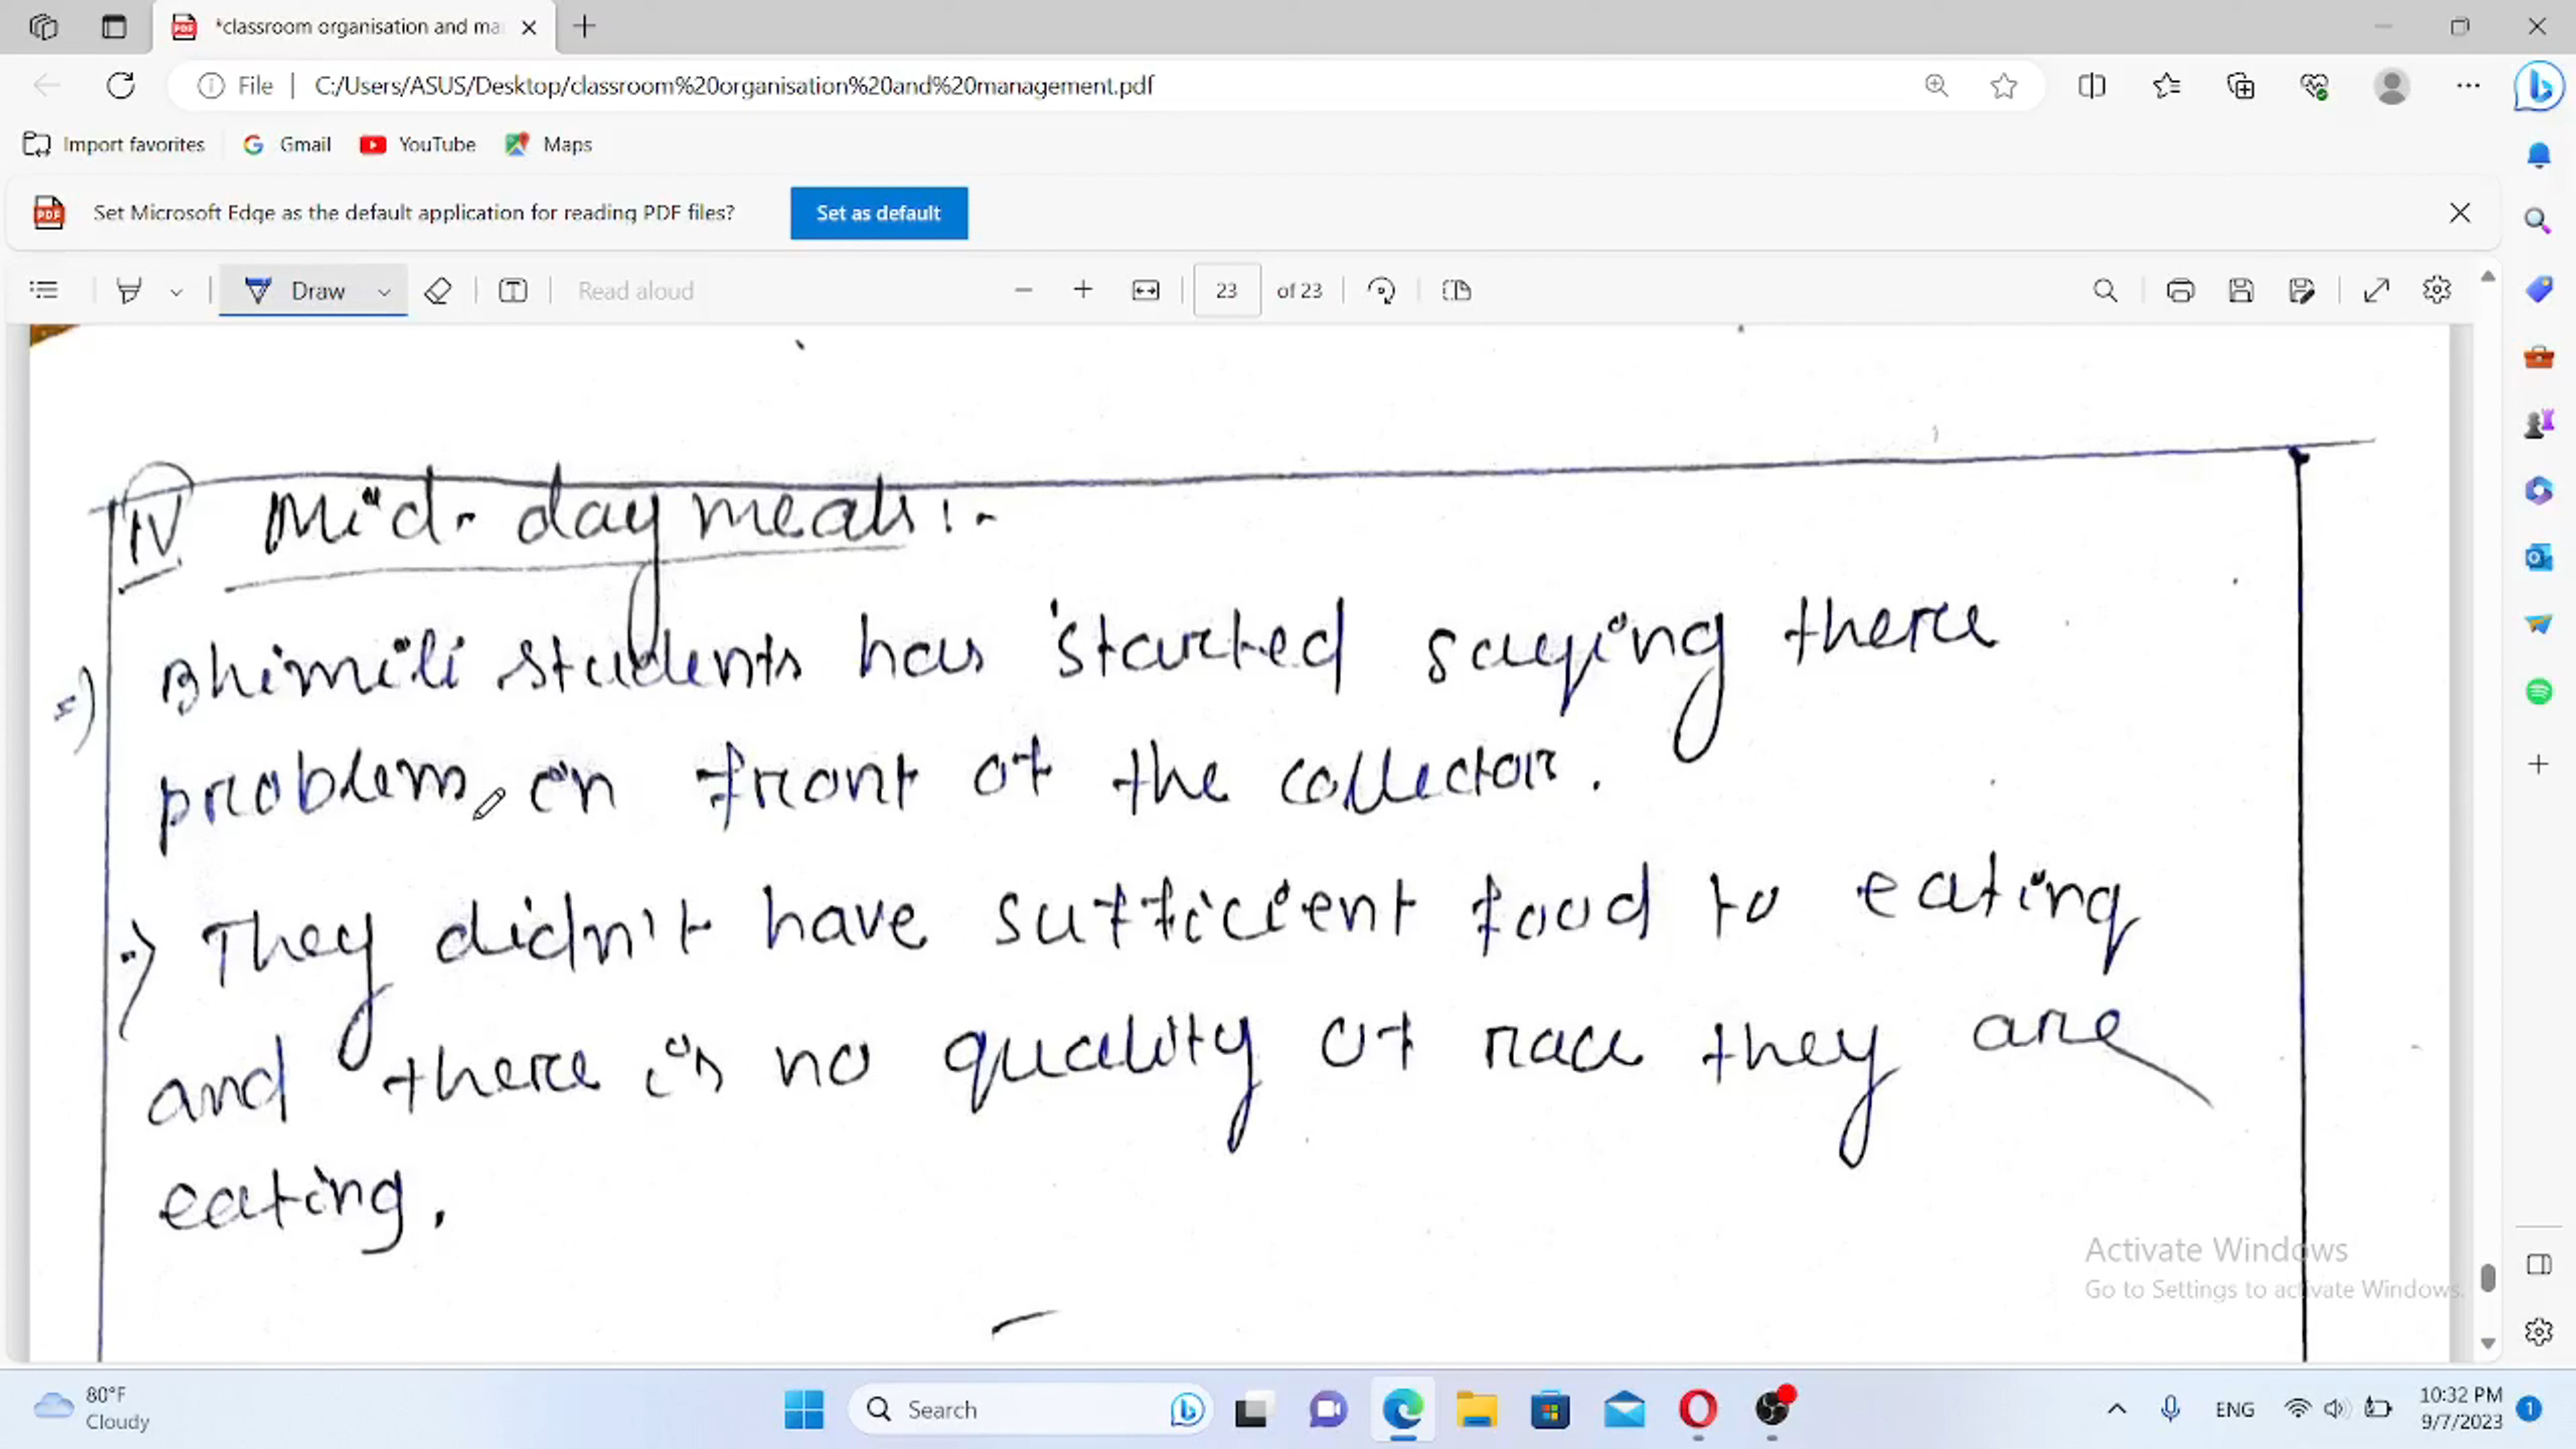 *classroom organisation and ma
File
C:/Users/ASUS/Desktop/classroom%20organisation%20and%20management.pdf
Import favorites
Gmail
YouTube
Maps
Set Microsoft Edge as the default application for reading PDF files?
Set as default
Draw
Read aloud
23
of 23
IV Mid-day meals:-
=) Bhimili students has started saying there
problem, in front of the collector.
=) They didn't have sufficient food to eating
and there is no quality of they are
eating.
Activate Windows
Go to Settings to activate Windows.
80°F
Cloudy
Search
ENG
10:32 PM
9/7/2023
1